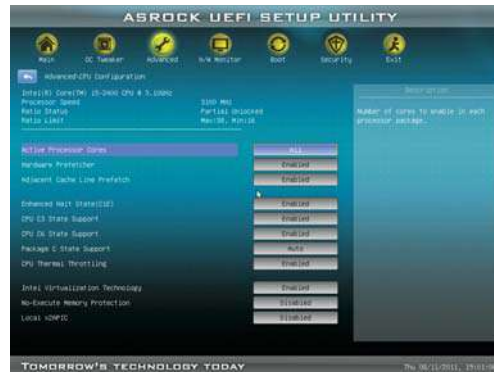 ASROCK UEFI SETUP UTILITY
Main
OC Tweaker
Advanced
H/W Monitor
Boot
Security
Exit
Advanced\CPU Configuration
Description
Number of cores to enable in each
processor package.
Processor Speed
Ratio Status Partial Unlocked
Ratio Limit
Active Processor Cores All
Hardware Prefetcher Enabled
Adjacent Cache Line Prefetch Enabled
Enhanced Halt State(C1E) Enabled
CPU C3 State Support Enabled
CPU C6 State Support Enabled
Package C State Support Auto
CPU Thermal Throttling Enabled
Intel Virtualization Technology Enabled
No-Execute Memory Protection Disabled
Local x2APIC Disabled
TOMORROW'S TECHNOLOGY TODAY